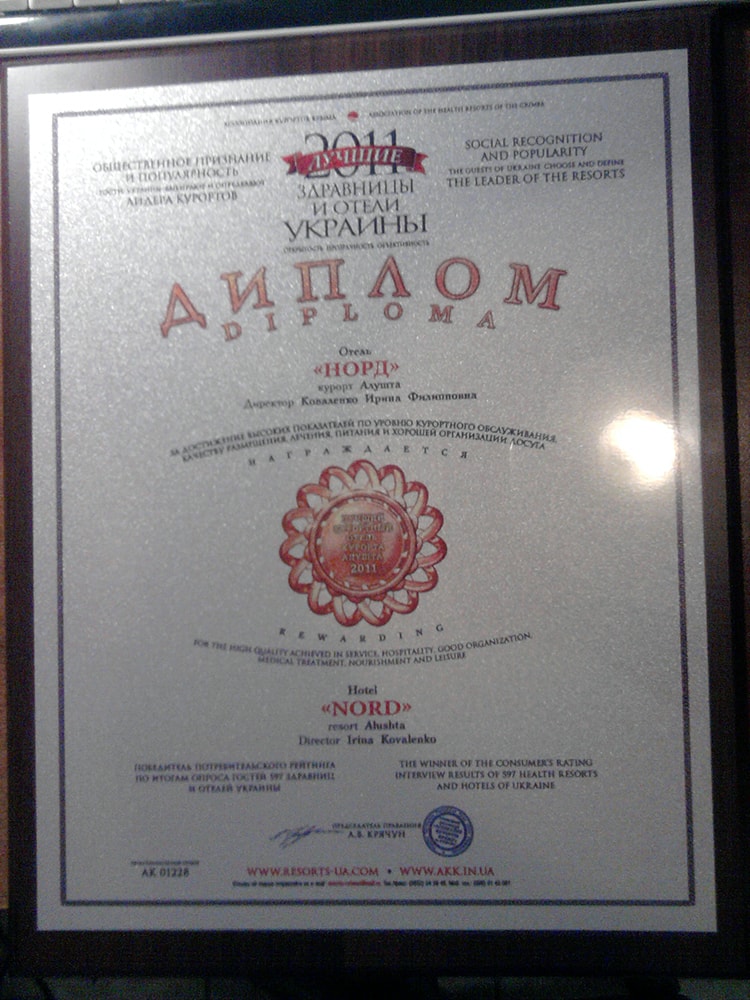 АССОЦИАЦИЯ КУРОРТОВ КРЫМА
ASSOCIATION OF THE HEALTH RESORTS OF THE CRIMEA
ОБЩЕСТВЕННОЕ ПРИЗНАНИЕ
И ПОПУЛЯРНОСТЬ
ГОСТИ УКРАИНЫ ВЫБИРАЮТ И ОПРЕДЕЛЯЮТ
ЛИДЕРА КУРОРТОВ
2011
ЛУЧШИЕ
ЗДРАВНИЦЫ
И ОТЕЛИ
УКРАИНЫ
ОТКРЫТОСТЬ ПРОЗРАЧНОСТЬ ОБЪЕКТИВНОСТЬ
SOCIAL RECOGNITION
AND POPULARITY
THE GUESTS OF UKRAINE CHOOSE AND DEFINE
THE LEADER OF THE RESORTS
ДИПЛОМ
DIPLOMA
Отель
«НОРД»
курорт Алушта
Директор Коваленко Ирина Филипповна
ЗА ДОСТИЖЕНИЕ ВЫСОКИХ ПОКАЗАТЕЛЕЙ ПО УРОВНЮ КУРОРТНОГО ОБСЛУЖИВАНИЯ,
КАЧЕСТВУ РАЗМЕЩЕНИЯ, ЛЕЧЕНИЯ, ПИТАНИЯ И ХОРОШЕЙ ОРГАНИЗАЦИИ ДОСУГА
НАГРАЖДАЕТСЯ
ЛУЧШИЙ
КУРОРТНЫЙ
ОТЕЛЬ
КУРОРТА
АЛУШТА
2011
REWARDING
FOR THE HIGH QUALITY ACHIEVED IN SERVICE, HOSPITALITY, GOOD ORGANIZATION,
MEDICAL TREATMENT, NOURISHMENT AND LEISURE
Hotel
«NORD»
resort Alushta
Director Irina Kovalenko
ПОБЕДИТЕЛЬ ПОТРЕБИТЕЛЬСКОГО РЕЙТИНГА
ПО ИТОГАМ ОПРОСА ГОСТЕЙ 597 ЗДРАВНИЦ
И ОТЕЛЕЙ УКРАИНЫ
THE WINNER OF THE CONSUMER'S RATING
INTERVIEW RESULTS OF 597 HEALTH RESORTS
AND HOTELS OF UKRAINE
ПРЕДСЕДАТЕЛЬ ПРАВЛЕНИЯ
А.В. КРЯЧУН
АК 01228
WWW.RESORTS-UA.COM • WWW.AKK.IN.UA